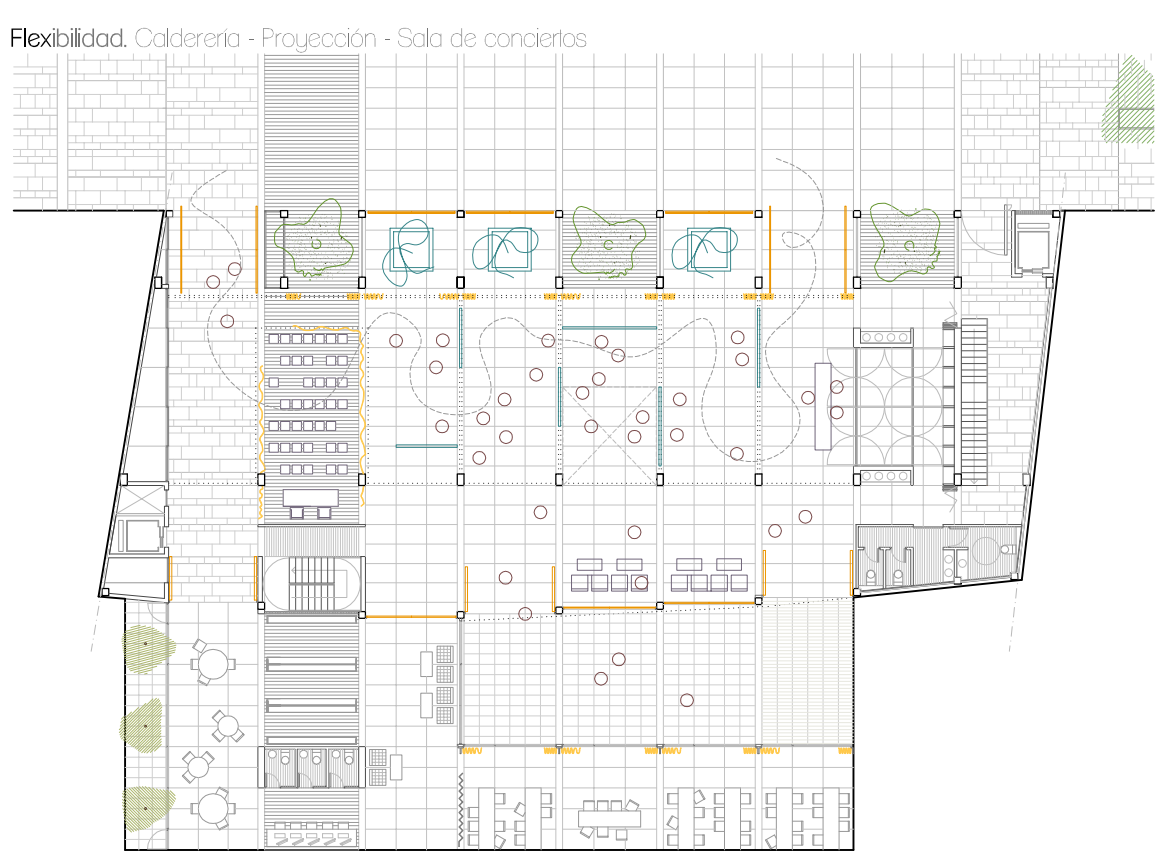 Flexibilidad. Calderería - Proyección - Sala de conciertos